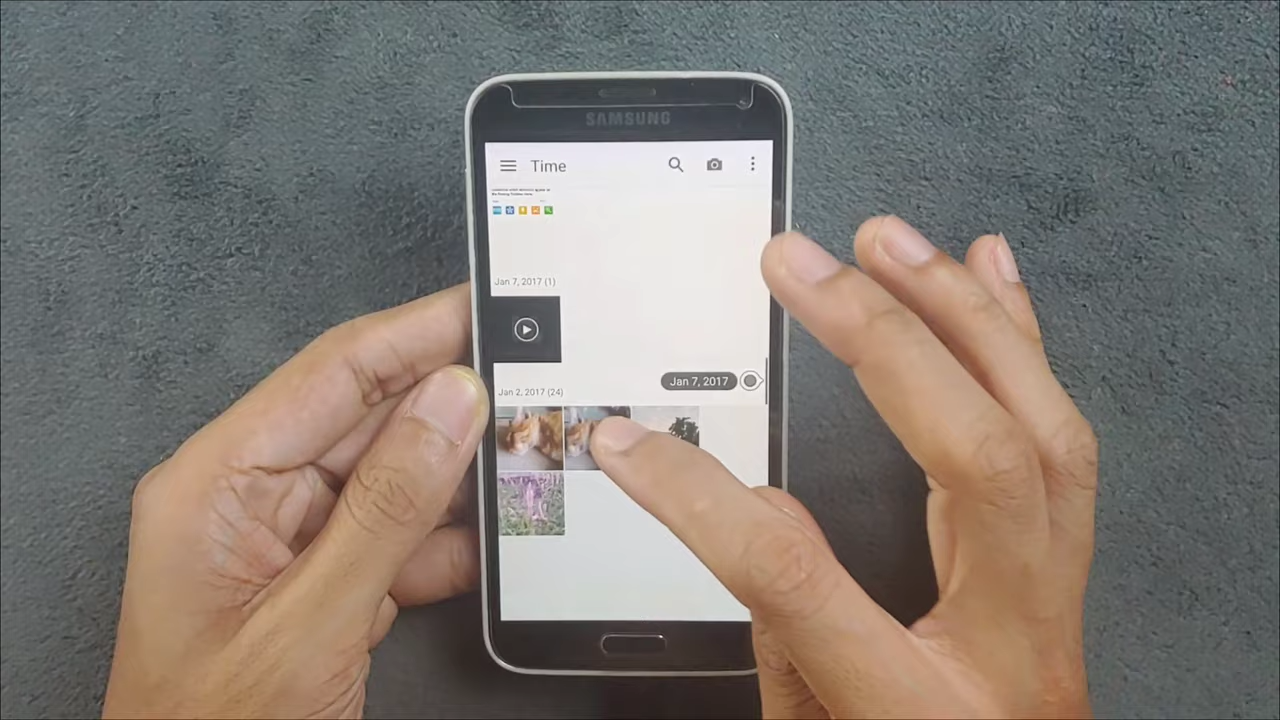 SAMSUNG
Time
Jan 7, 2017 (1)
Jan 7, 2017
Jan 2, 2017 (24)